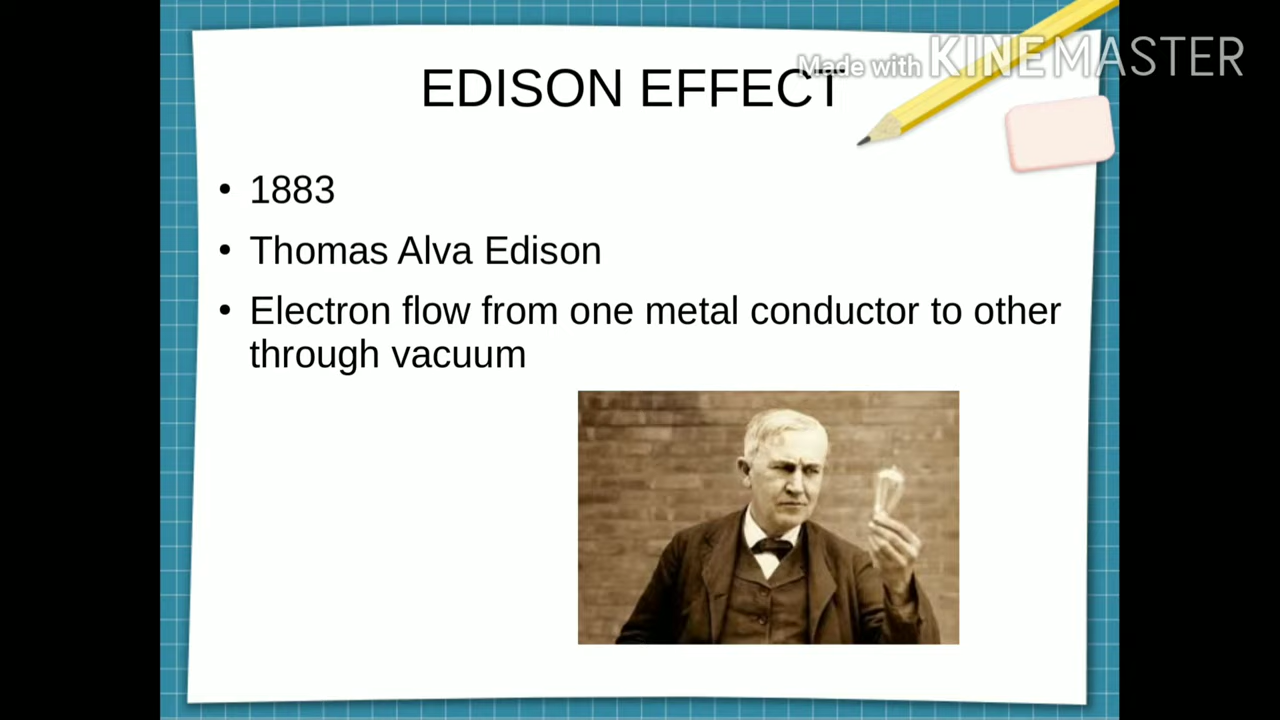 Made with KINEMASTER
EDISON EFFECT
• 1883
• Thomas Alva Edison
• Electron flow from one metal conductor to other
through vacuum